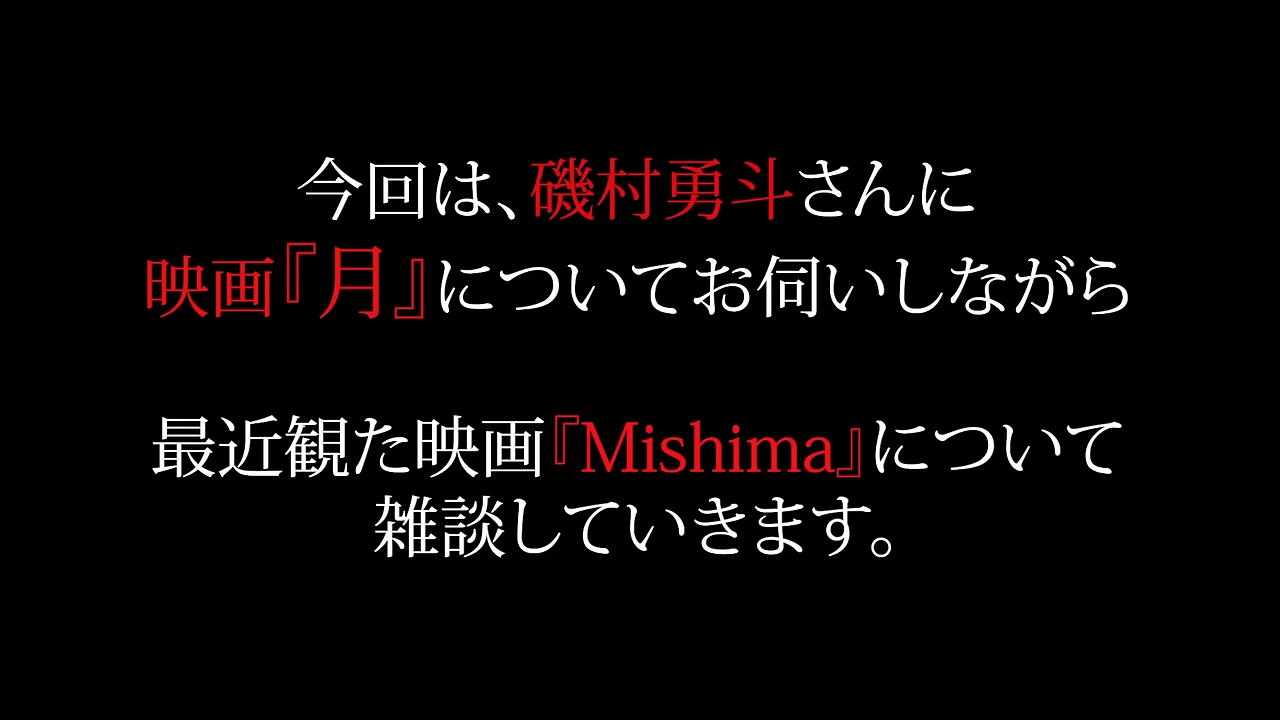 今回は、磯村勇斗さんに
映画『月』についてお伺いしながら
最近観た映画『Mishima』について
雑談していきます。